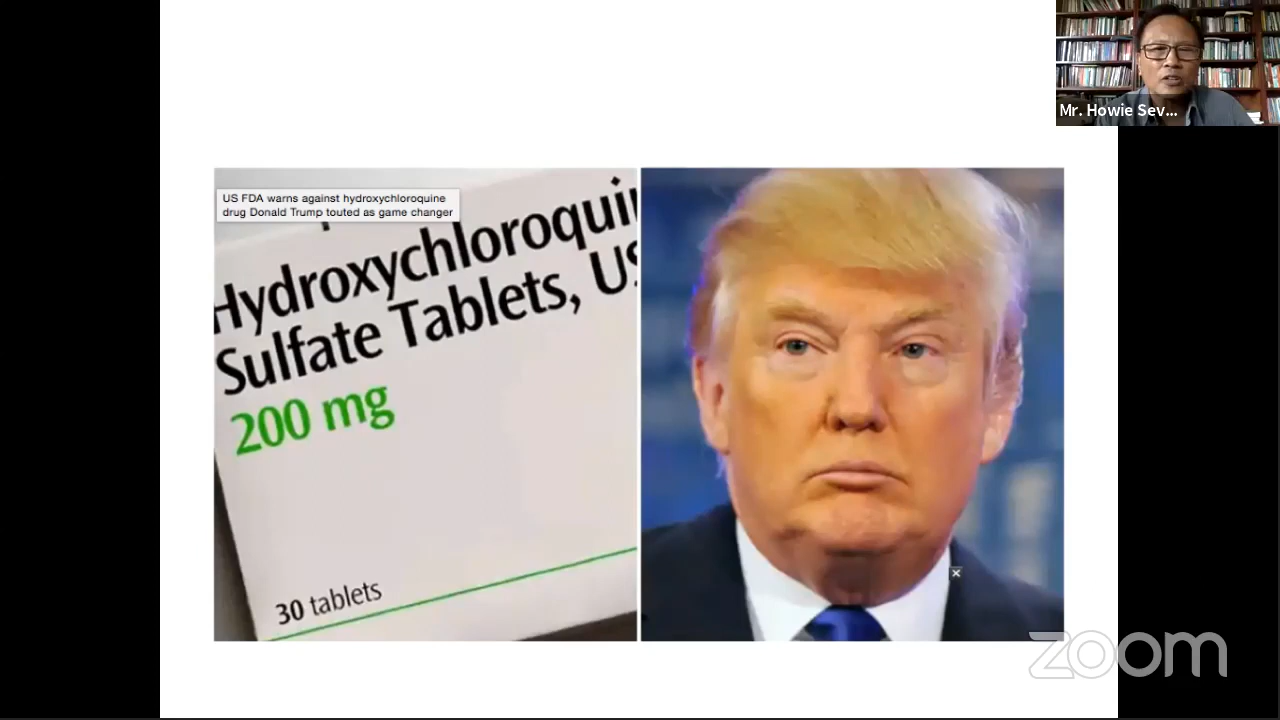 Mr. Howie Sev...
US FDA warns against hydroxychloroquine
drug Donald Trump touted as game changer
Hydroxychloroqui
Sulfate Tablets, US
200 mg
30 tablets
zoom